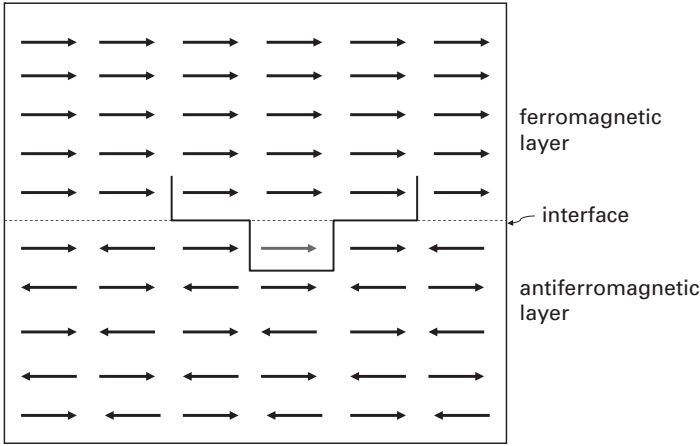 ferromagnetic
layer
interface
antiferromagnetic
layer